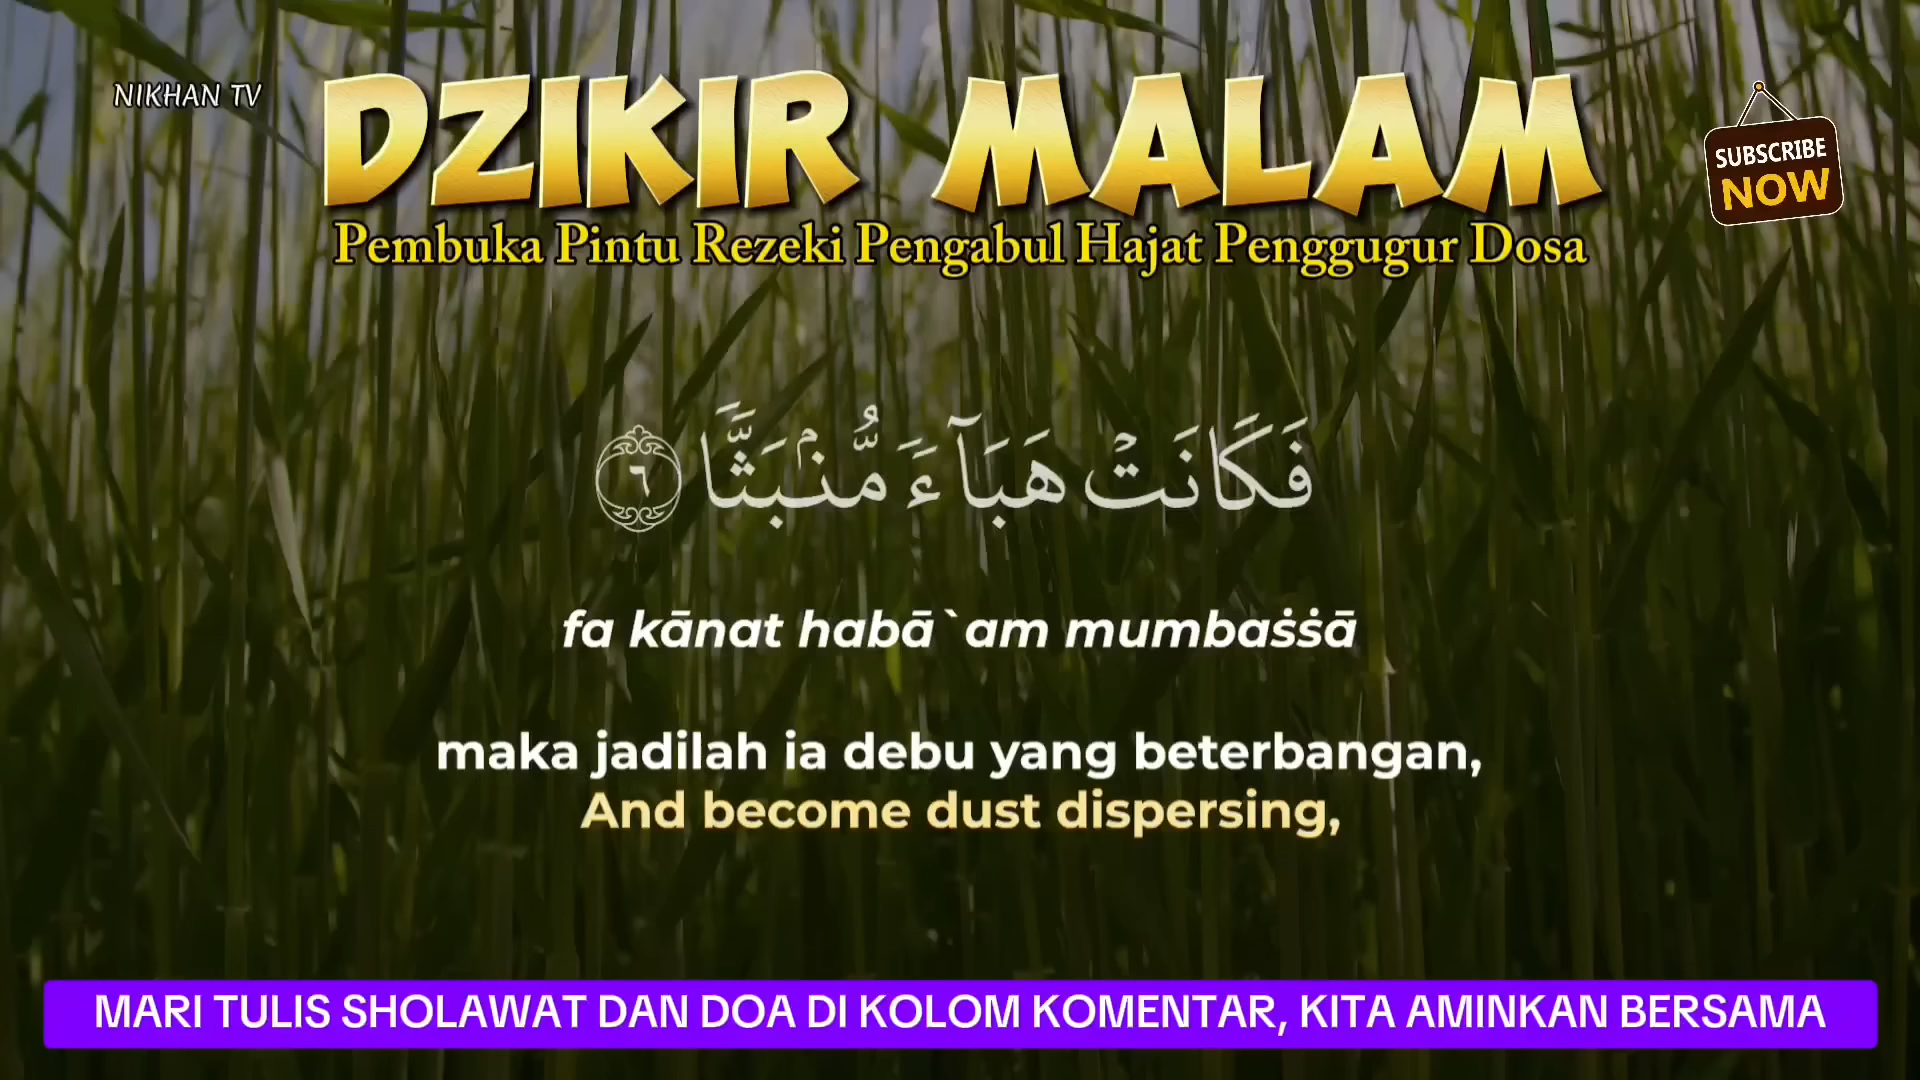 NIKHAN TV
DZIKIR MALAM
SUBSCRIBE
NOW
Pembuka Pintu Rezeki Pengabul Hajat Penggugur Dosa
فَكَانَتْ هَبَآءً مُّنۢبَثًّا ٦
fa kānat habā`am mumbaṡṡā
maka jadilah ia debu yang beterbangan,
And become dust dispersing,
MARI TULIS SHOLAWAT DAN DOA DI KOLOM KOMENTAR, KITA AMINKAN BERSAMA